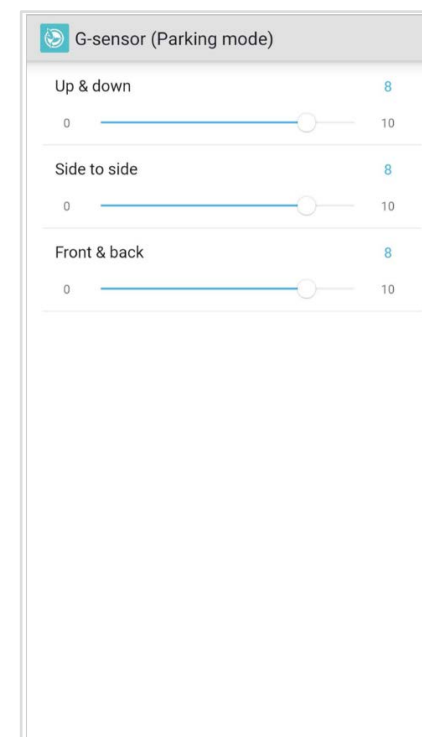 G-sensor (Parking mode)
Up & down 8
0 10
Side to side 8
0 10
Front & back 8
0 10